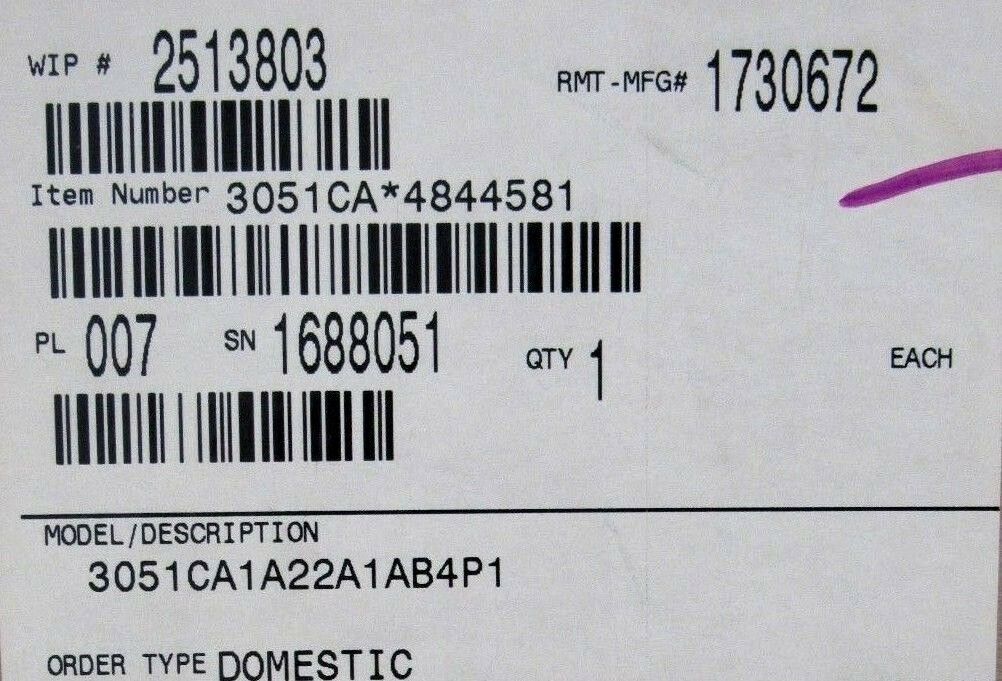 WIP # 2513803 RMT-MFG# 1730672
Item Number 3051CA*4844581
PL 007 SN 1688051 QTY 1 EACH
MODEL/DESCRIPTION
3051CA1A22A1AB4P1
ORDER TYPE DOMESTIC